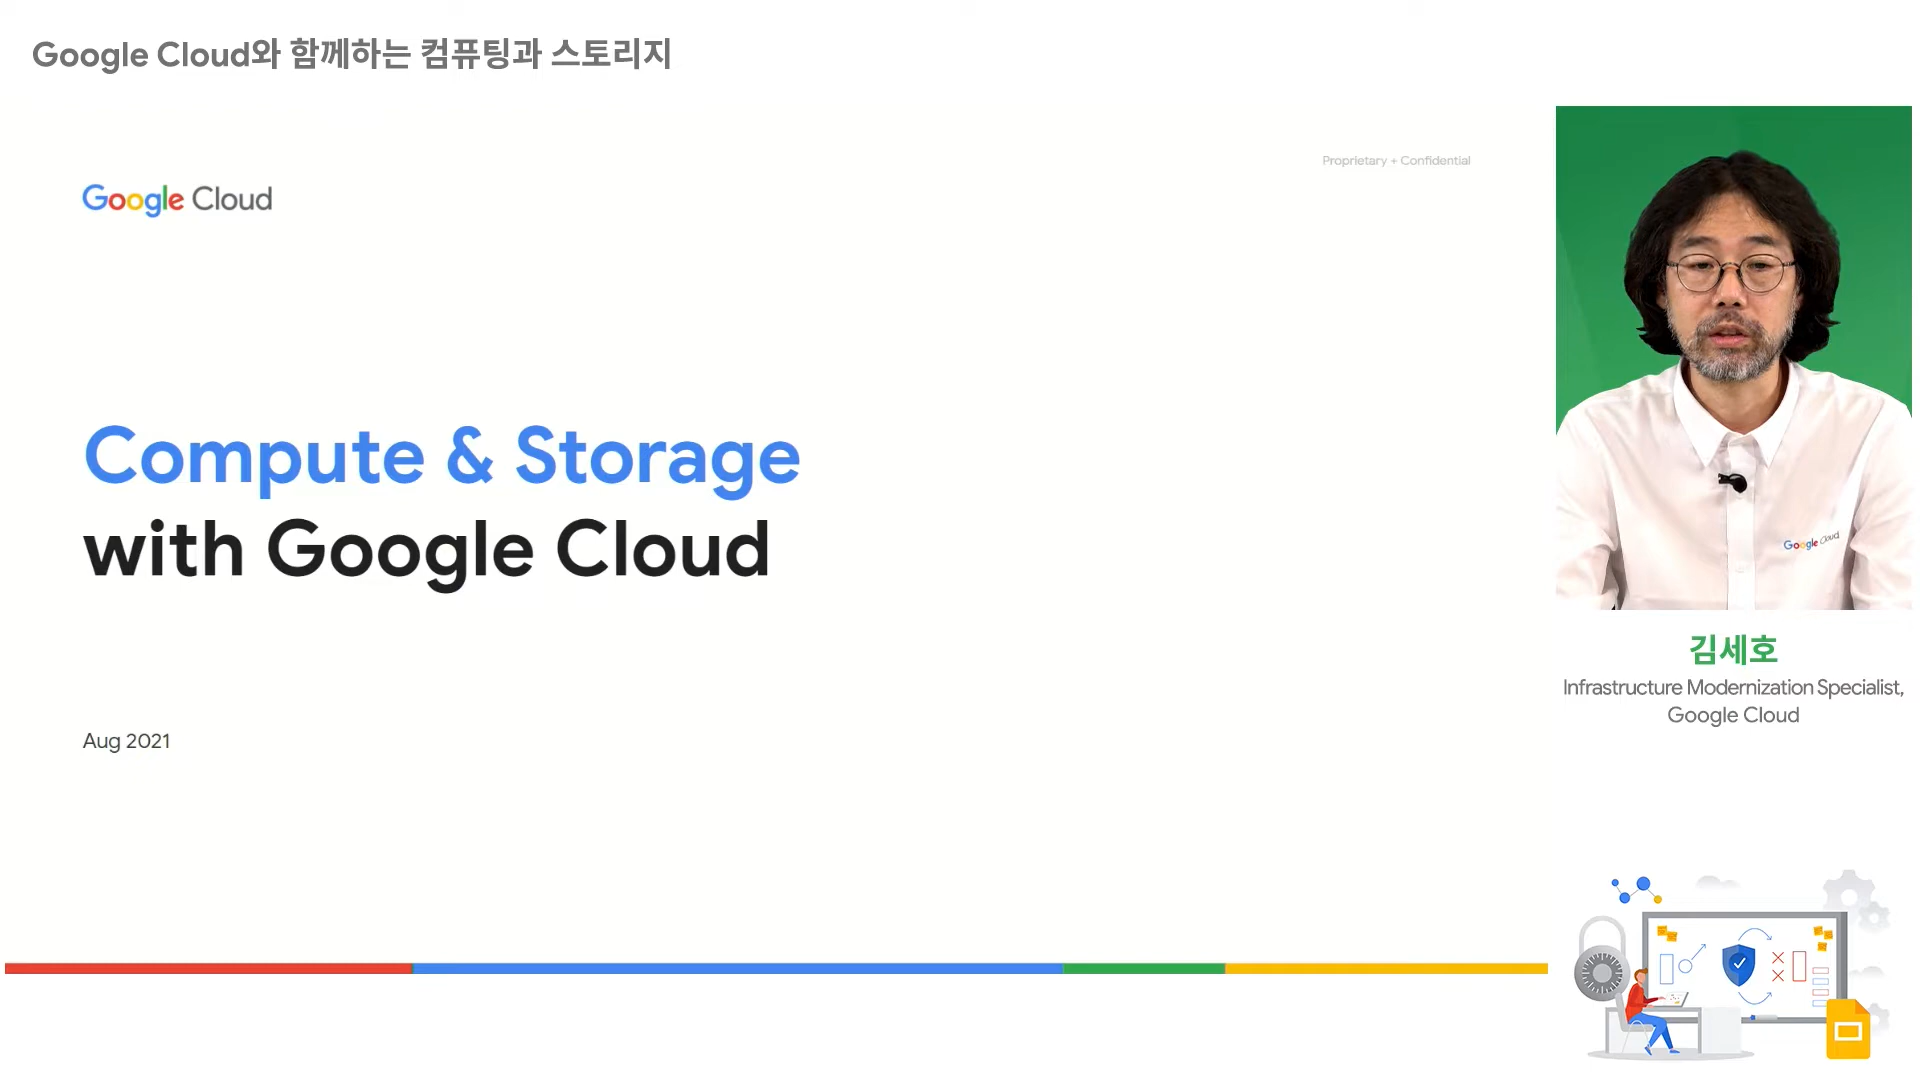 Google Cloud와 함께하는 컴퓨팅과 스토리지
Proprietary + Confidential
Google Cloud
Compute & Storage
with Google Cloud
Aug 2021
Google Cloud
김세호
Infrastructure Modernization Specialist,
Google Cloud